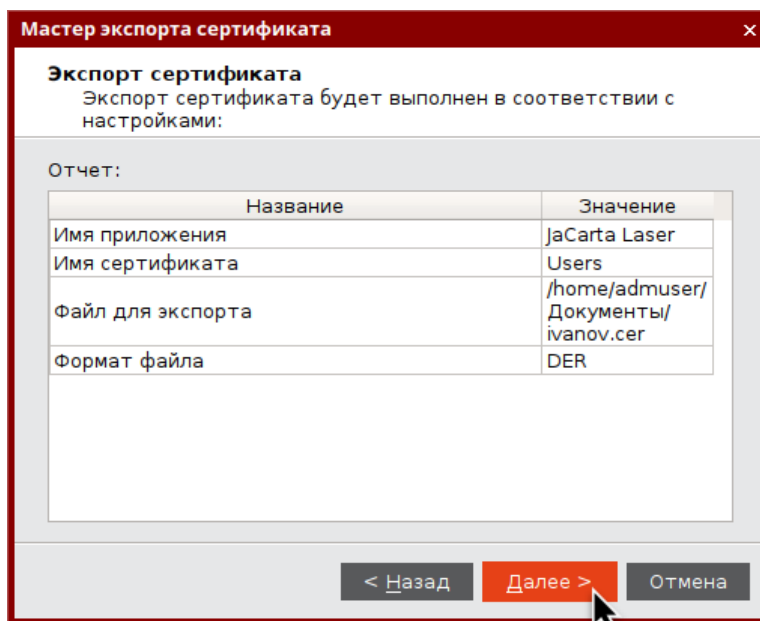 Мастер экспорта сертификата
Экспорт сертификата
Экспорт сертификата будет выполнен в соответствии с
настройками:
Отчет:
Название Значение
Имя приложения JaCarta Laser
Имя сертификата Users
Файл для экспорта /home/admuser/
Документы/
ivanov.cer
Формат файла DER
< Назад Далее > Отмена